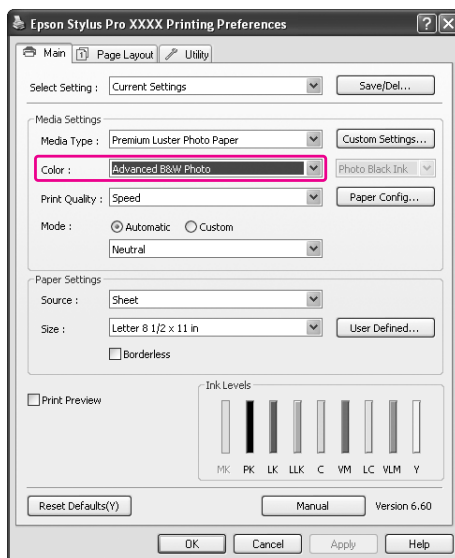 Epson Stylus Pro XXXX Printing Preferences
Main Page Layout Utility
Select Setting : Current Settings Save/Del...
Media Settings
Media Type : Premium Luster Photo Paper Custom Settings...
Color : Advanced B&W Photo Photo Black Ink
Print Quality : Speed Paper Config...
Mode : Automatic Custom
Neutral
Paper Settings
Source : Sheet
Size : Letter 8 1/2 x 11 in User Defined...
Borderless
Print Preview Ink Levels
MK PK LK LLK C VM LC VLM Y
Reset Defaults(Y) Manual Version 6.60
OK Cancel Apply Help